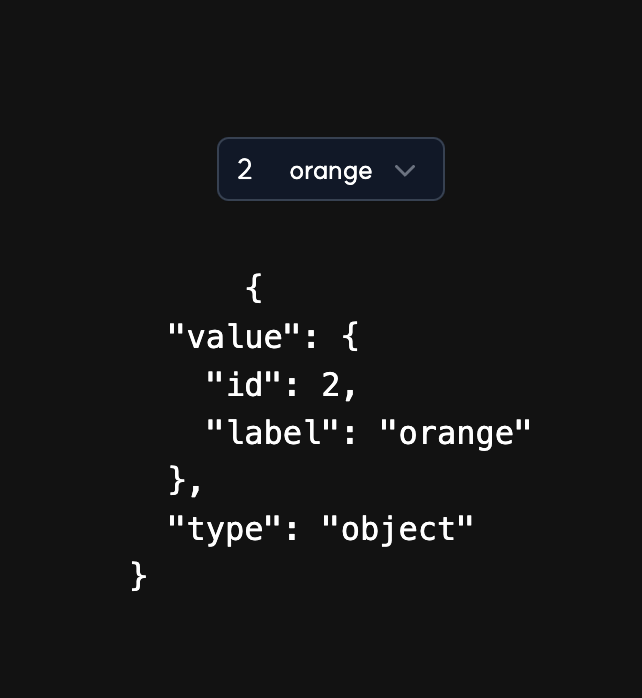 2 orange
{
"value": {
"id": 2,
"label": "orange"
},
"type": "object"
}